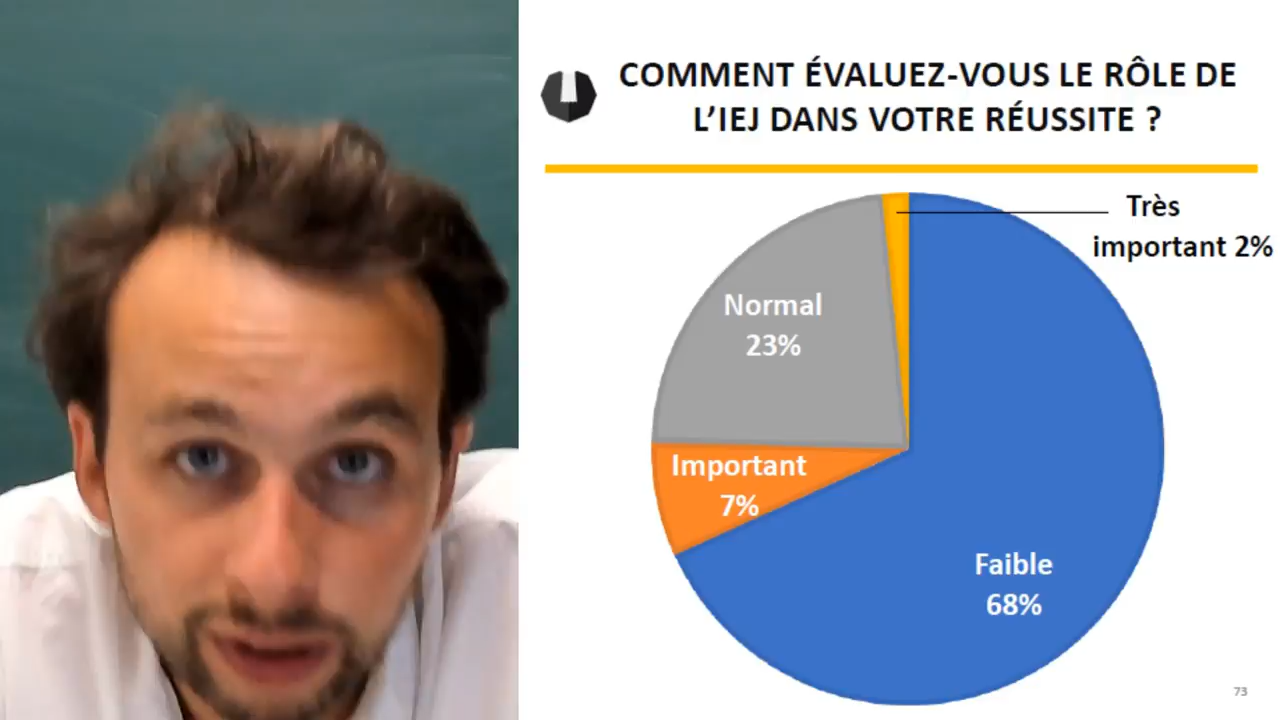 COMMENT ÉVALUEZ-VOUS LE RÔLE DE
L’IEJ DANS VOTRE RÉUSSITE ?
Très
important 2%
Normal
23%
Important
7%
Faible
68%
73